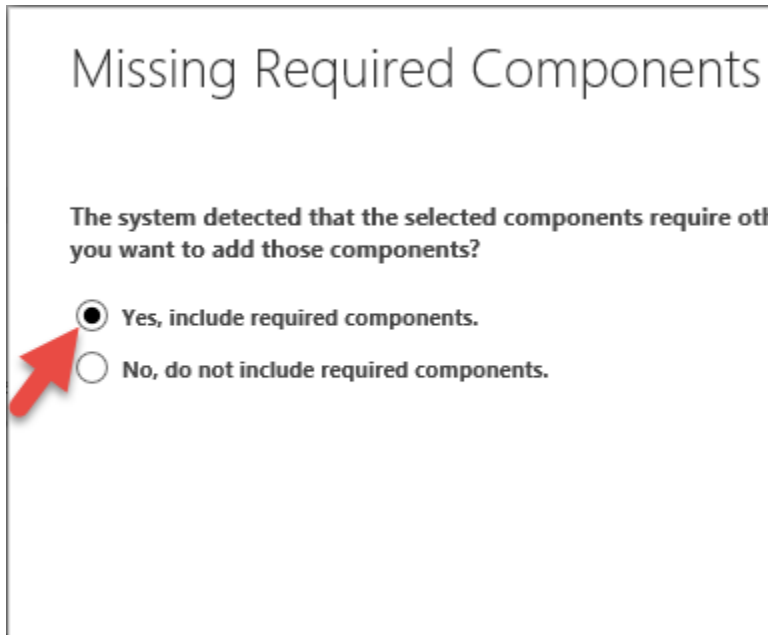 Missing Required Components
The system detected that the selected components require
you want to add those components?
Yes, include required components.
No, do not include required components.